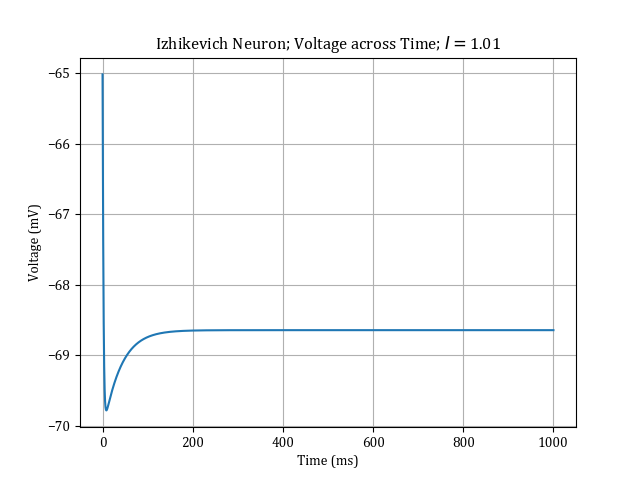 Izhikevich Neuron; Voltage across Time; I = 1.01
−65
−66
−67
−68
−69
−70
Voltage (mV)
0 200 400 600 800 1000
Time (ms)